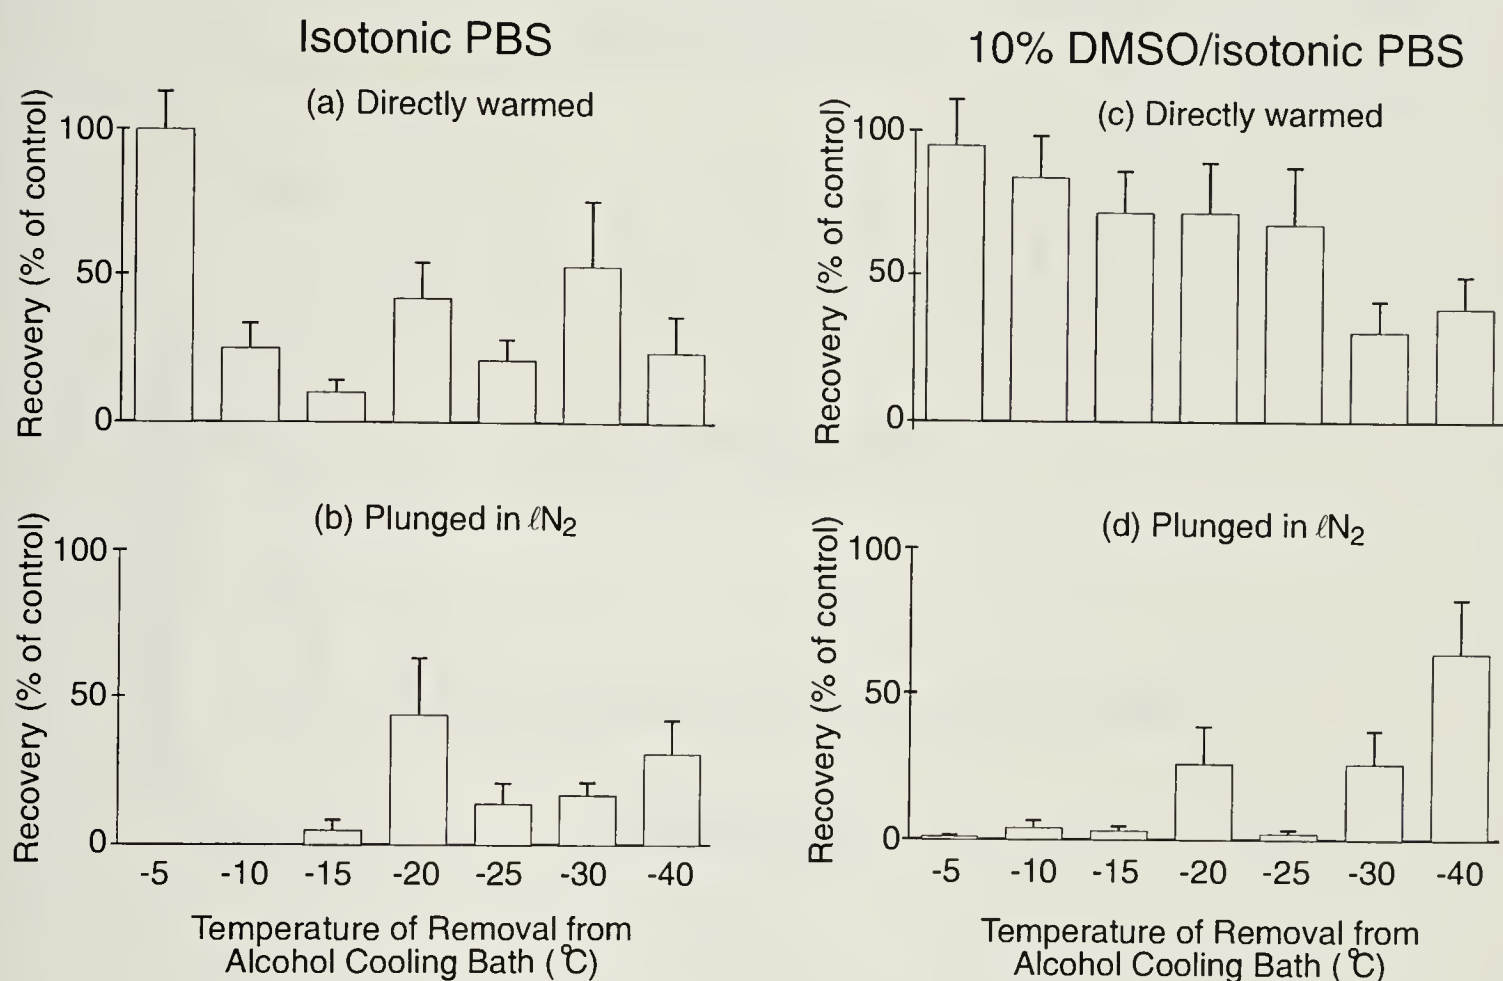 Isotonic PBS
10% DMSO/isotonic PBS
(a) Directly warmed
Recovery (% of control)
100
50
0
(c) Directly warmed
Recovery (% of control)
100
50
0
(b) Plunged in ℓN2
Recovery (% of control)
100
50
0
-5 -10 -15 -20 -25 -30 -40
Temperature of Removal from
Alcohol Cooling Bath (°C)
(d) Plunged in ℓN2
Recovery (% of control)
100
50
0
-5 -10 -15 -20 -25 -30 -40
Temperature of Removal from
Alcohol Cooling Bath (°C)